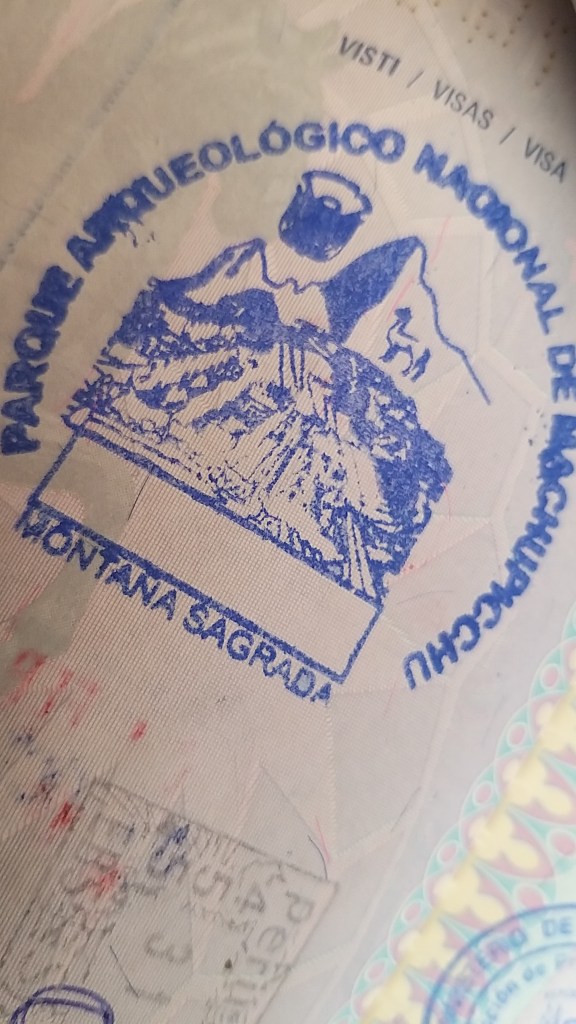 VISTI / VISAS / VISA
PARQUE ARQUEOLÓGICO NACIONAL DE MACHUPICCHU
MONTAÑA SAGRADA